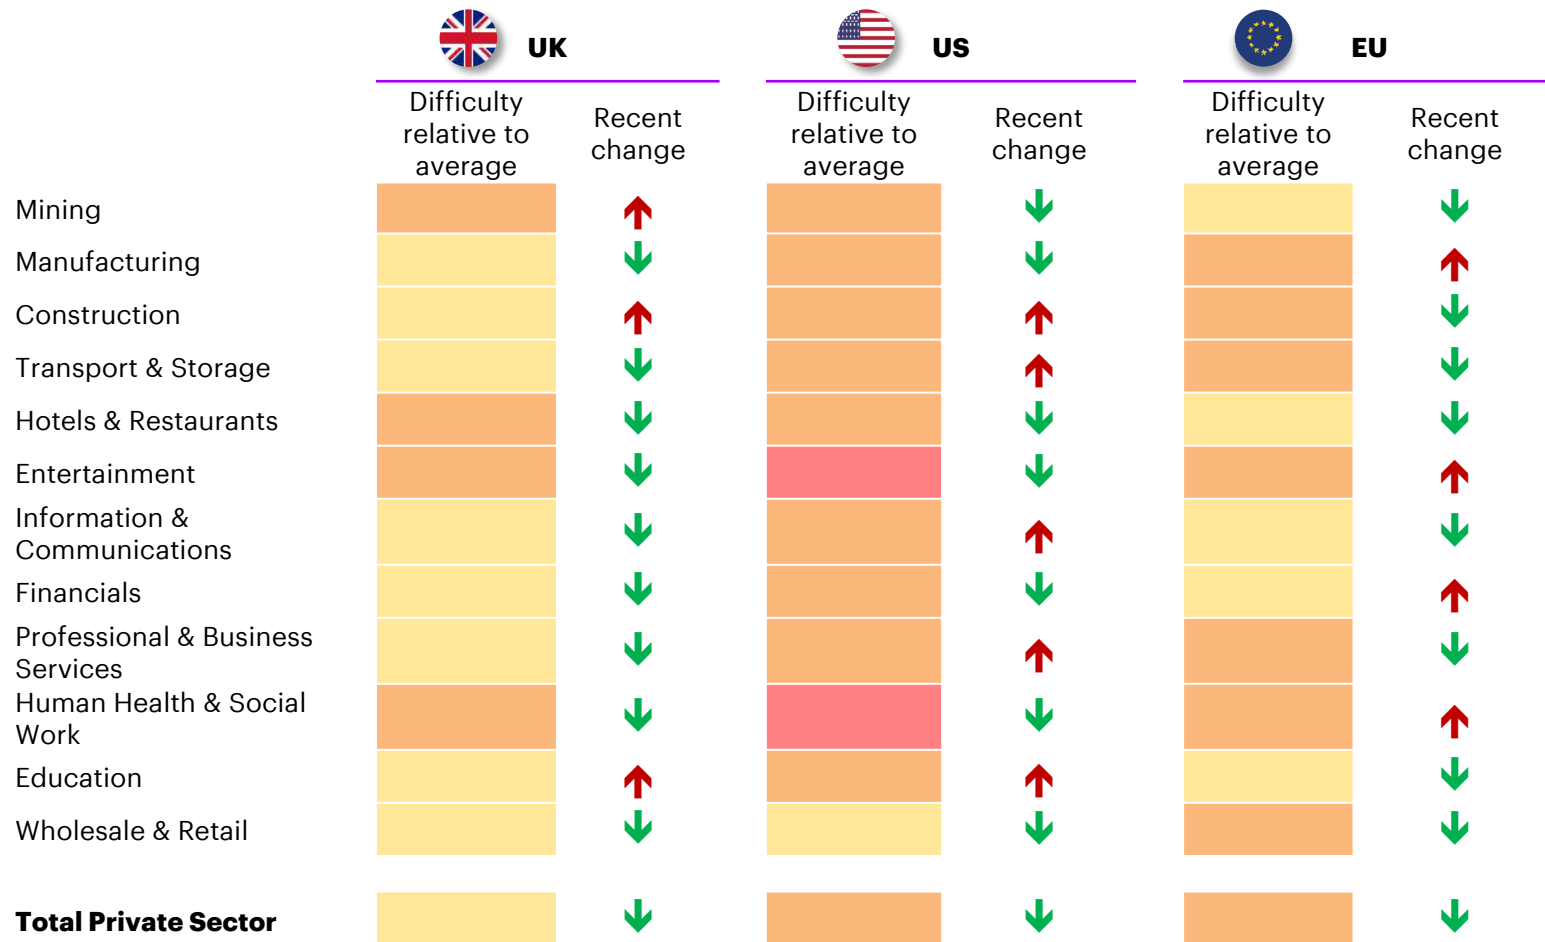 UK
US
EU
Difficulty
relative to
average
Recent
change
Difficulty
relative to
average
Recent
change
Difficulty
relative to
average
Recent
change
Mining
Manufacturing
Construction
Transport & Storage
Hotels & Restaurants
Entertainment
Information &
Communications
Financials
Professional & Business
Services
Human Health & Social
Work
Education
Wholesale & Retail
Total Private Sector